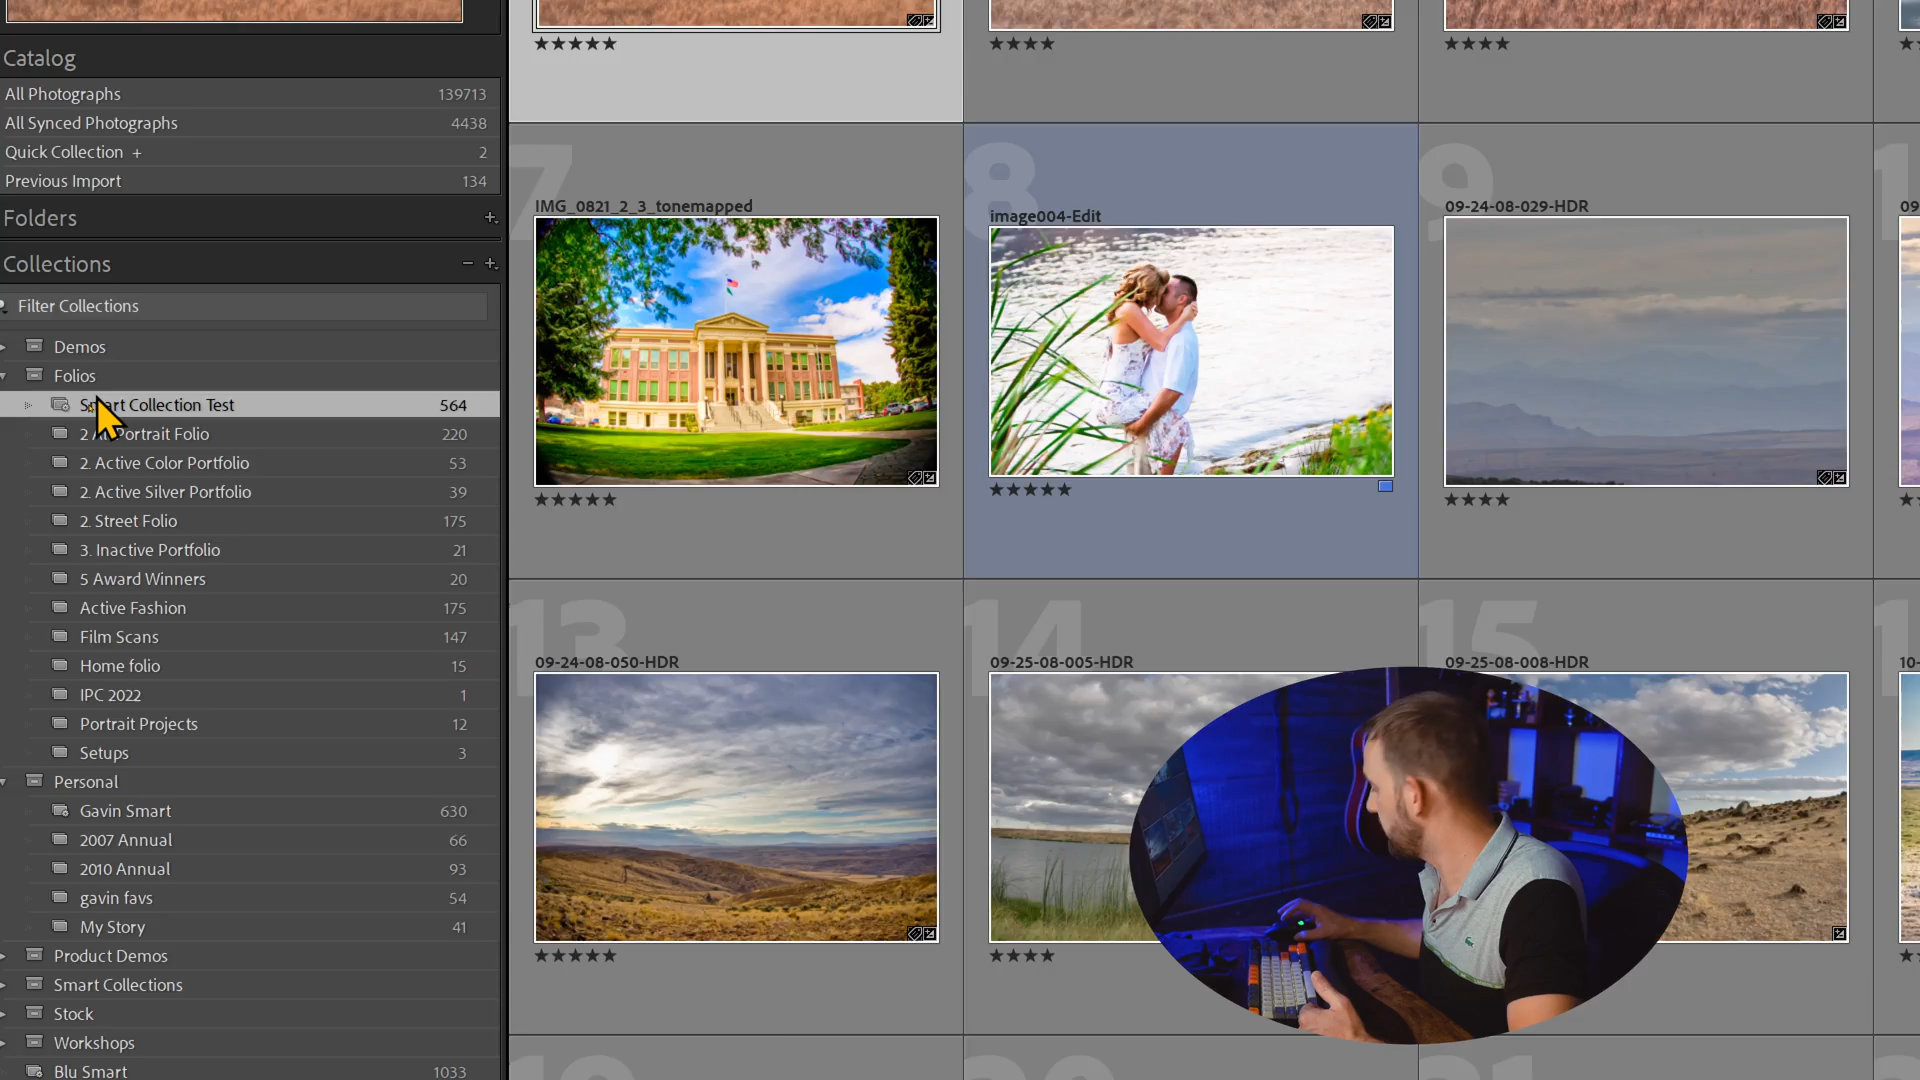 Catalog
All Photographs 139713
All Synced Photographs 4438
Quick Collection + 2
Previous Import 134
Folders
Collections
Filter Collections
Demos
Folios
Smart Collection Test 564
Portrait Folio 220
2. Active Color Portfolio 53
2. Active Silver Portfolio 39
2. Street Folio 175
3. Inactive Portfolio 21
5 Award Winners 20
Active Fashion 175
Film Scans 147
Home folio 15
IPC 2022 1
Portrait Projects 12
Setups 3
Personal
Gavin Smart 630
2007 Annual 66
2010 Annual 93
gavin favs 54
My Story 41
Product Demos
Smart Collections
Stock
Workshops
Blu Smart 1033
7
IMG_0821_2_3_tonemapped
8
image004-Edit
9
09-24-08-029-HDR
13
09-24-08-050-HDR
14
09-25-08-005-HDR
15
09-25-08-008-HDR